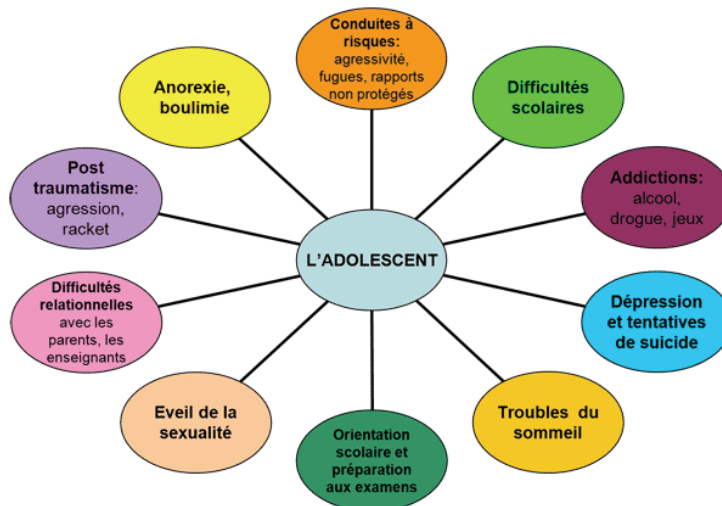 Conduites à
risques:
agressivité,
fugues, rapports
non protégés
Anorexie,
boulimie
Difficultés
scolaires
Post
traumatisme:
agression,
racket
Addictions:
alcool,
drogue, jeux
L'ADOLESCENT
Difficultés
relationnelles
avec les
parents, les
enseignants
Dépression
et tentatives
de suicide
Eveil de la
sexualité
Troubles du
sommeil
Orientation
scolaire et
préparation
aux examens